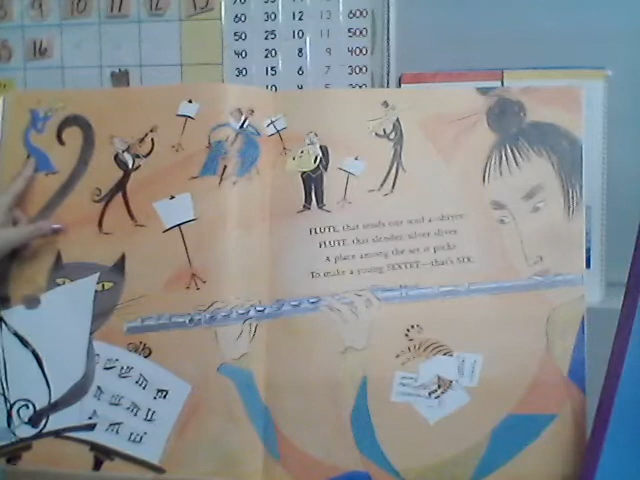 9 10 11 12 13
15 16
60 30 12 13 600
50 25 10 11 500
40 20 8 9 400
30 15 6 7 300
FLUTE, that sends our soul a-shiver;
FLUTE, that slender, silver sliver.
A place among the set it picks
To make a young SEXTET—that's SIX.